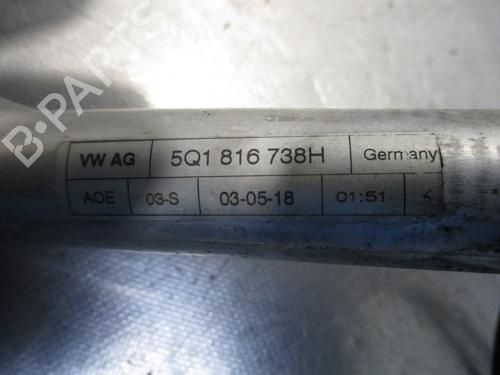 B-PARTS
VW AG 5Q1 816 738H Germany
AOE 03-S 03-05-18 01:51